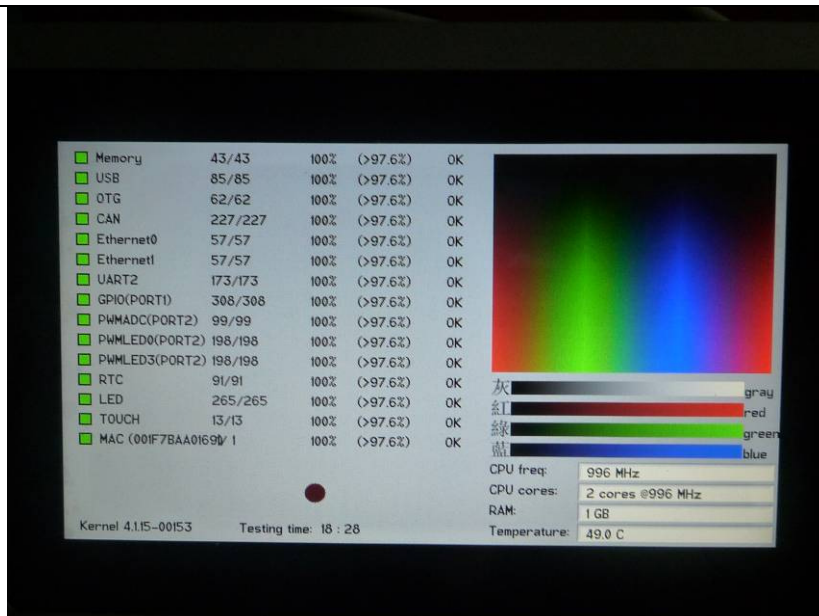 Memory 43/43 100% (>97.6%) OK
USB 85/85 100% (>97.6%) OK
OTG 62/62 100% (>97.6%) OK
CAN 227/227 100% (>97.6%) OK
Ethernet0 57/57 100% (>97.6%) OK
Ethernet1 57/57 100% (>97.6%) OK
UART2 173/173 100% (>97.6%) OK
GPIO(PORT1) 308/308 100% (>97.6%) OK
PWMADC(PORT2) 99/99 100% (>97.6%) OK
PWMLED0(PORT2) 198/198 100% (>97.6%) OK
PWMLED3(PORT2) 198/198 100% (>97.6%) OK
RTC 91/91 100% (>97.6%) OK
LED 265/265 100% (>97.6%) OK
TOUCH 13/13 100% (>97.6%) OK
MAC 1 100% (>97.6%) OK
Kernel 4.1.15-00153 Testing time: 18 : 28
灰 gray
紅 red
綠 green
藍 blue
CPU freq: 996 MHz
CPU cores: 2 cores @996 MHz
RAM: 1 GB
Temperature: 49.0 C